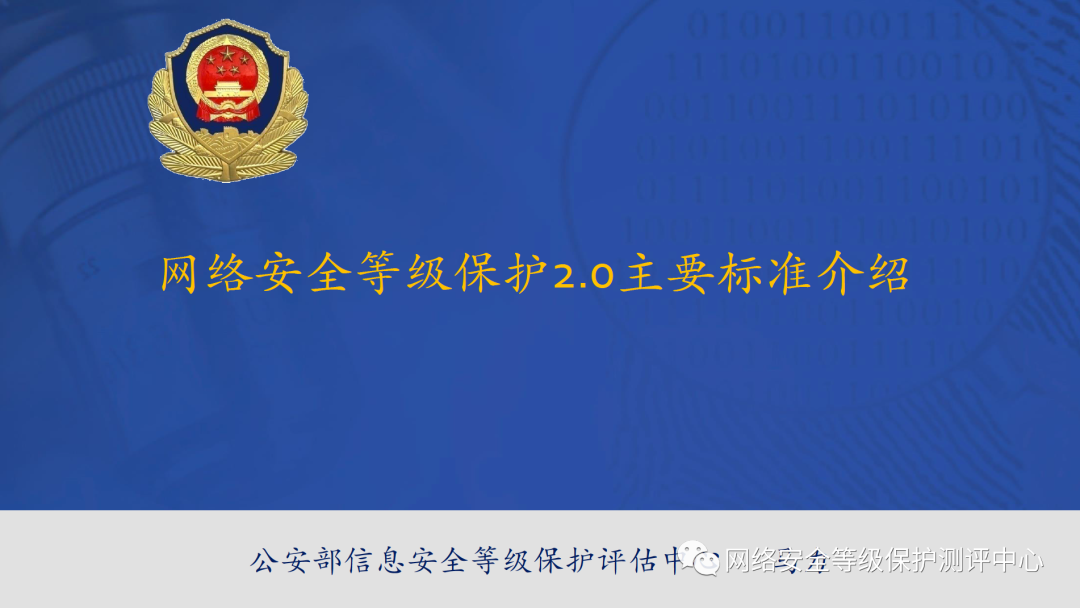 网络安全等级保护2.0主要标准介绍
公安部信息安全等级保护评估中
网络安全等级保护测评中心